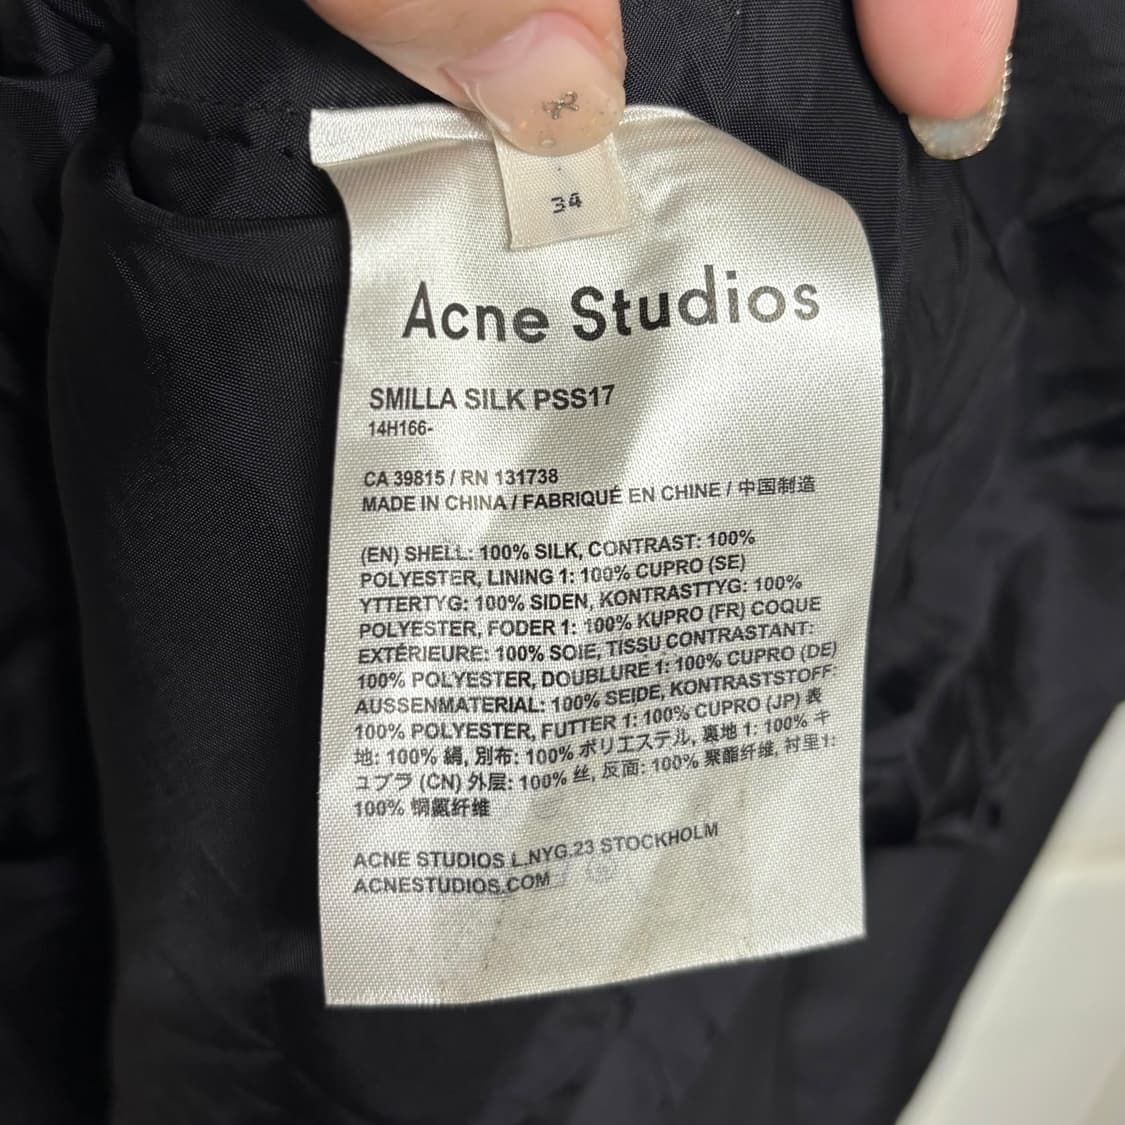 34
Acne Studios
SMILLA SILK PSS17
14H166-
CA 39815 / RN 131738
MADE IN CHINA / FABRIQUÉ EN CHINE / 中国制造
(EN) SHELL: 100% SILK, CONTRAST: 100%
POLYESTER, LINING 1: 100% CUPRO (SE)
YTTERTYG: 100% SIDEN, KONTRASTTYG: 100%
POLYESTER, FODER 1: 100% KUPRO (FR) COQUE
EXTÉRIEURE: 100% SOIE, TISSU CONTRASTANT:
100% POLYESTER, DOUBLURE 1: 100% CUPRO (DE)
AUSSENMATERIAL: 100% SEIDE, KONTRASTSTOFF:
100% POLYESTER, FUTTER 1: 100% CUPRO (JP) 表
地: 100% 絹, 別布: 100% ポリエステル, 裏地 1: 100% キ
ュプラ (CN) 外层: 100% 丝, 反面: 100% 聚酯纤维, 衬里1:
100% 铜氨纤维
ACNE STUDIOS L.NYG.23 STOCKHOLM
ACNESTUDIOS.COM